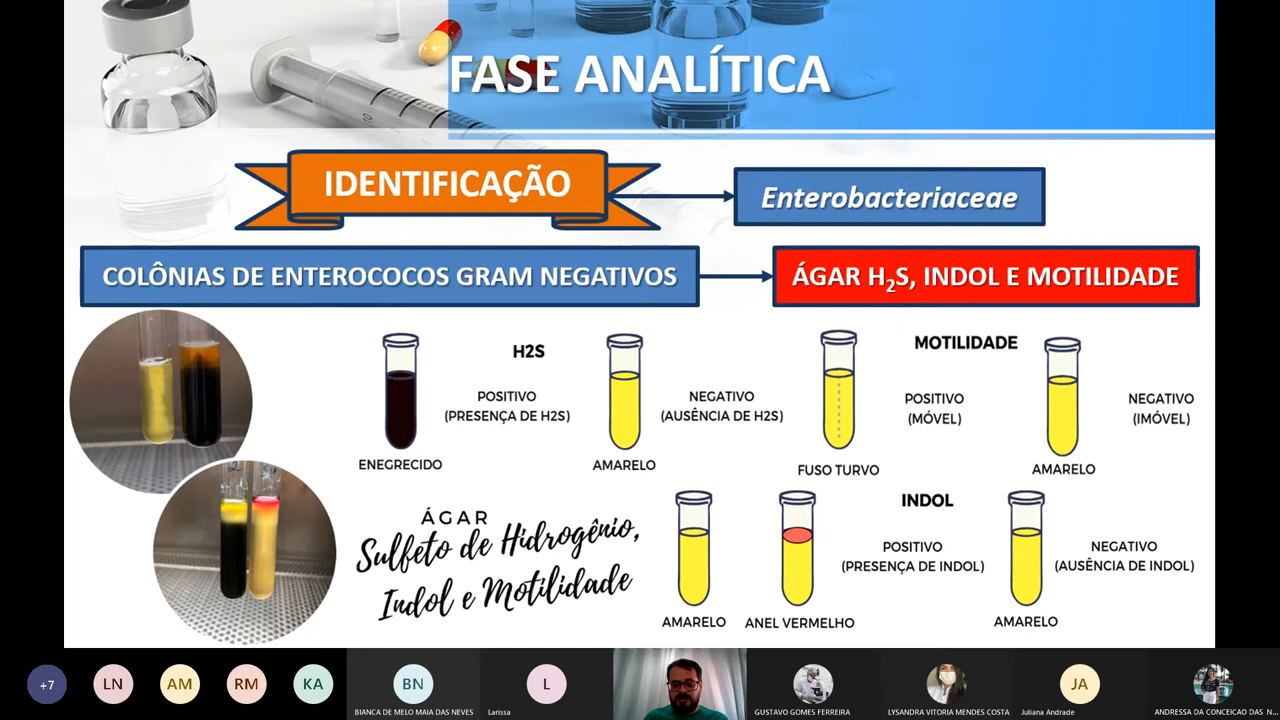 FASE ANALÍTICA
IDENTIFICAÇÃO
Enterobacteriaceae
COLÔNIAS DE ENTEROCOCOS GRAM NEGATIVOS
ÁGAR H₂S, INDOL E MOTILIDADE
H2S
POSITIVO
(PRESENÇA DE H2S)
NEGATIVO
(AUSÊNCIA DE H2S)
ENEGRECIDO
AMARELO
MOTILIDADE
POSITIVO
(MÓVEL)
NEGATIVO
(IMÓVEL)
FUSO TURVO
AMARELO
ÁGAR
Sulfeto de Hidrogênio,
Indol e Motilidade
INDOL
POSITIVO
(PRESENÇA DE INDOL)
NEGATIVO
(AUSÊNCIA DE INDOL)
AMARELO
ANEL VERMELHO
AMARELO
+7
LN
AM
RM
KA
BN
BIANCA DE MELO MAIA DAS NEVES
L
Larissa
GUSTAVO GOMES FERREIRA
LYSANDRA VITORIA MENDES COSTA
JA
Juliana Andrade
ANDRESSA DA CONCEICAO DAS N...